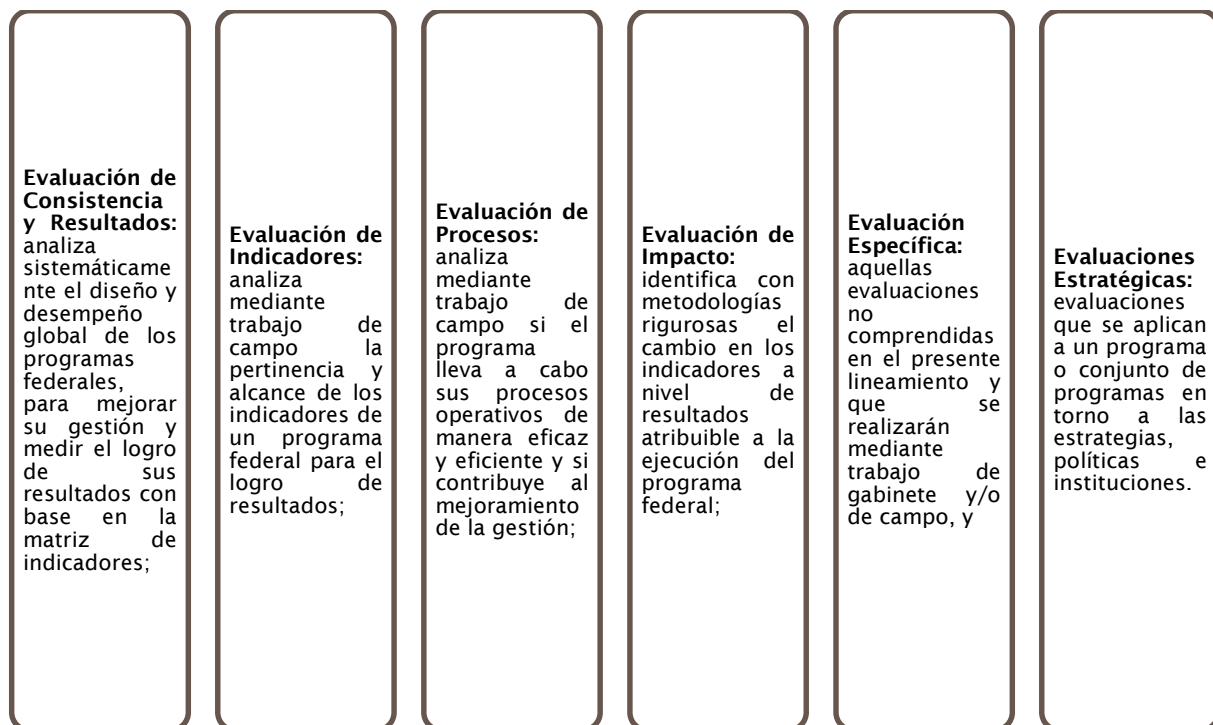 Evaluación de
Consistencia
y Resultados:
analiza
sistemáticame
nte el diseño y
desempeño
global de los
programas
federales,
para mejorar
su gestión y
medir el logro
de sus
resultados con
base en la
matriz de
indicadores;
Evaluación de
Indicadores:
analiza
mediante
trabajo de
campo la
pertinencia y
alcance de los
indicadores de
un programa
federal para el
logro de
resultados;
Evaluación de
Procesos:
analiza
mediante
trabajo de
campo si el
programa
lleva a cabo
sus procesos
operativos de
manera eficaz
y eficiente y si
contribuye al
mejoramiento
de la gestión;
Evaluación de
Impacto:
identifica con
metodologías
rigurosas el
cambio en los
indicadores a
nivel de
resultados
atribuible a la
ejecución del
programa
federal;
Evaluación
Específica:
aquellas
evaluaciones
no
comprendidas
en el presente
lineamiento y
que se
realizarán
mediante
trabajo de
gabinete y/o
de campo, y
Evaluaciones
Estratégicas:
evaluaciones
que se aplican
a un programa
o conjunto de
programas en
torno a las
estrategias,
políticas e
instituciones.